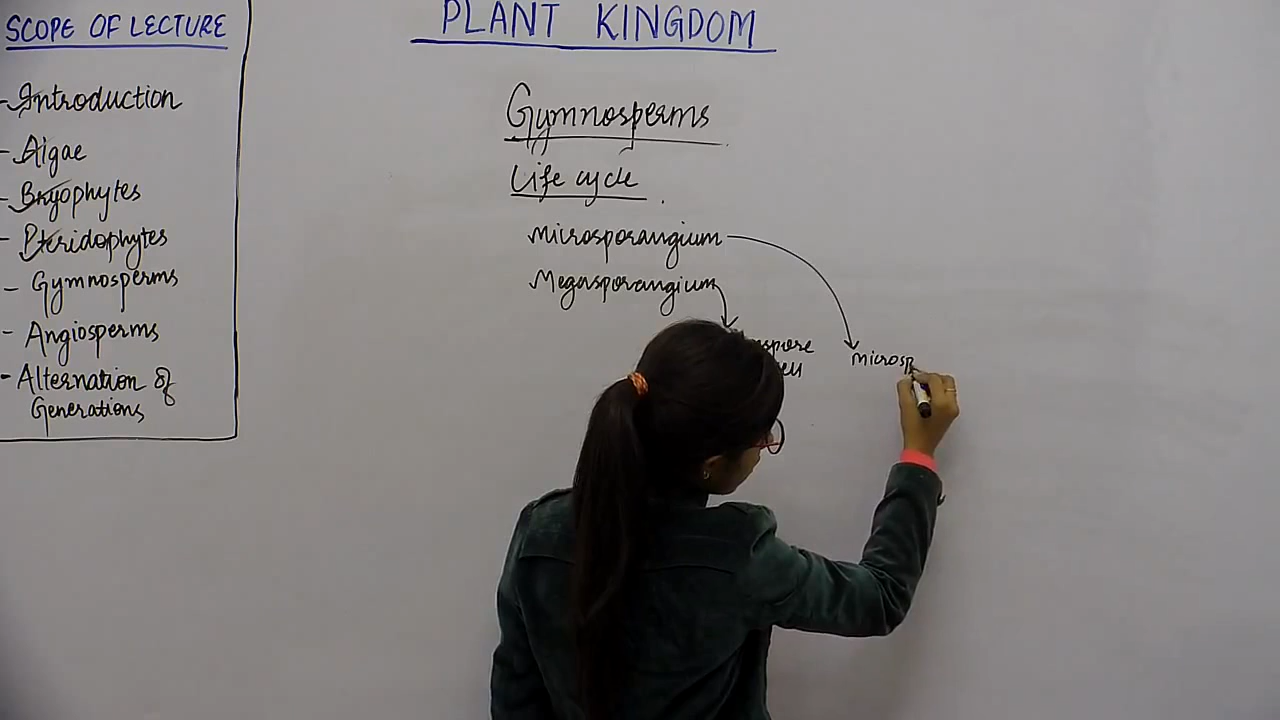 SCOPE OF LECTURE
- Introduction
- Algae
- Bryophytes
- Pteridophytes
- Gymnosperms
- Angiosperms
- Alternation of
Generations
PLANT KINGDOM
Gymnosperms
Life cycle
Microsporangium
Megasporangium
microsp